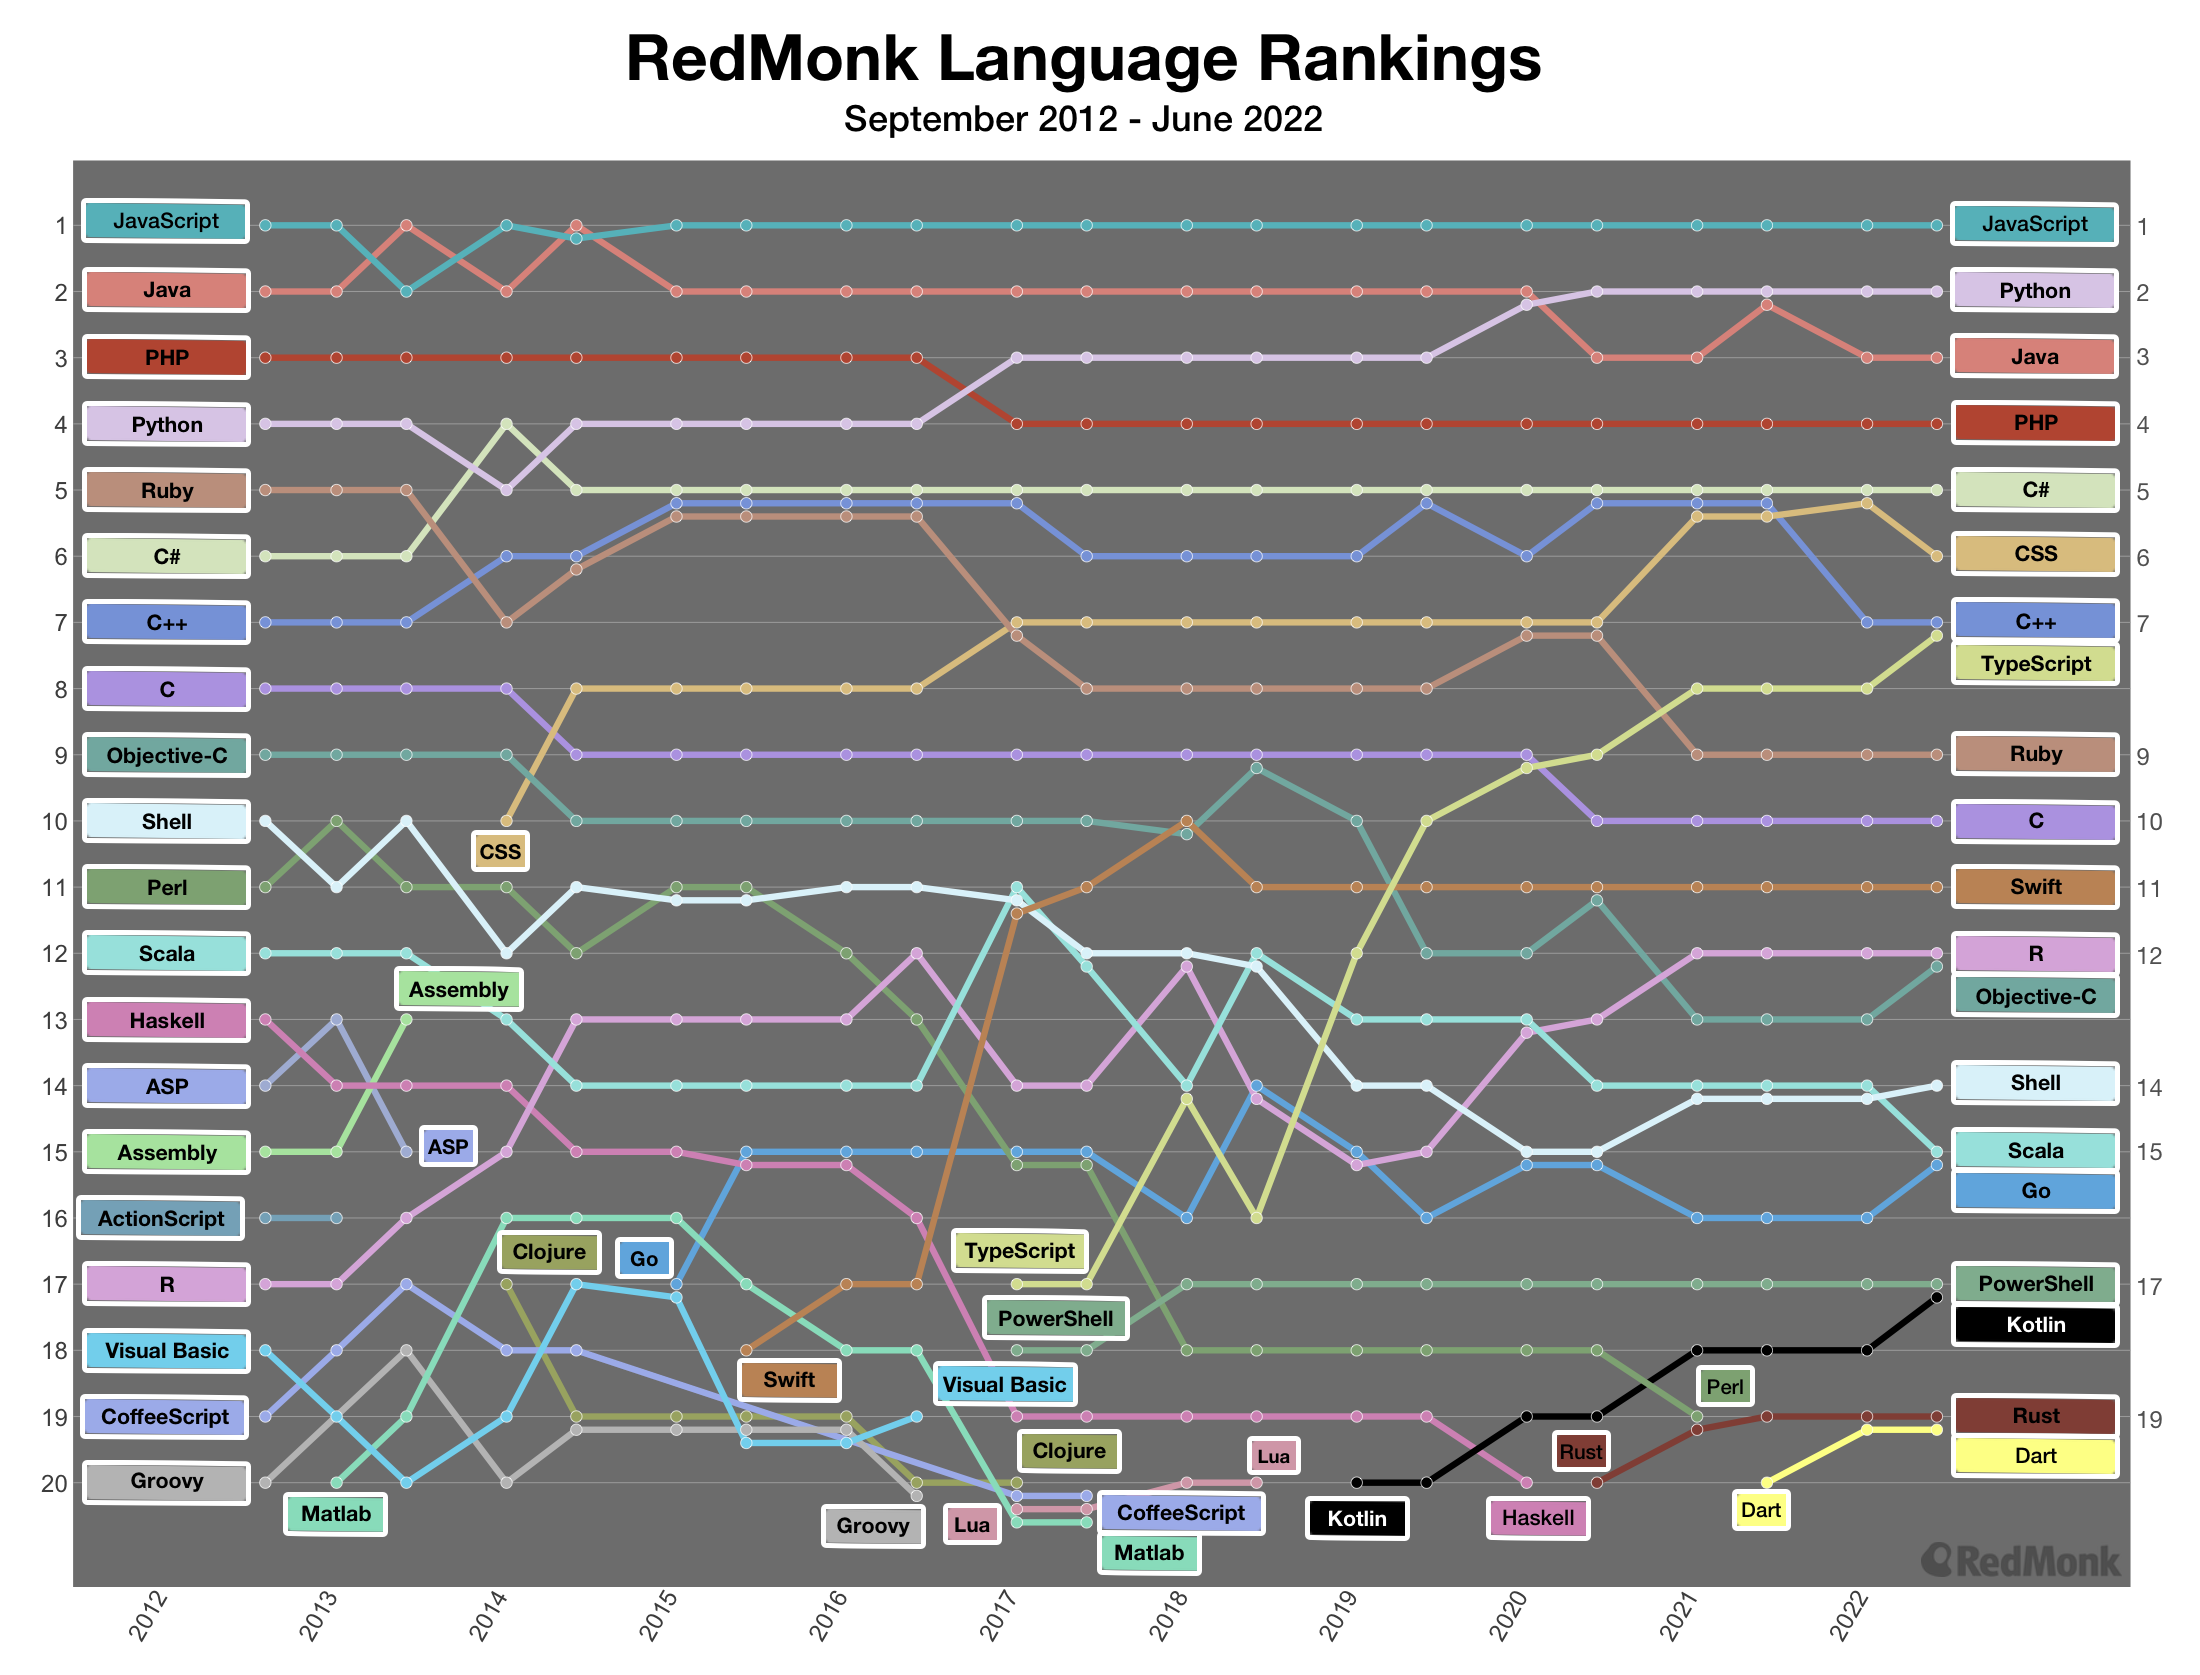 RedMonk Language Rankings
September 2012 - June 2022
1 JavaScript JavaScript 1
2 Java Python 2
3 PHP Java 3
4 Python PHP 4
5 Ruby C# 5
6 C# CSS 6
7 C++ C++ 7
TypeScript
8 C
9 Objective-C Ruby 9
10 Shell C 10
CSS
11 Perl Swift 11
12 Scala R 12
Assembly Objective-C
13 Haskell
14 ASP Shell 14
ASP
15 Assembly Scala 15
Go
16 ActionScript
Clojure Go TypeScript
17 R PowerShell 17
PowerShell Kotlin
18 Visual Basic
Swift Visual Basic Perl
19 CoffeeScript Rust 19
Clojure Lua Rust Dart
20 Groovy
Matlab Groovy Lua CoffeeScript Kotlin Haskell Dart
Matlab
RedMonk
2012 2013 2014 2015 2016 2017 2018 2019 2020 2021 2022